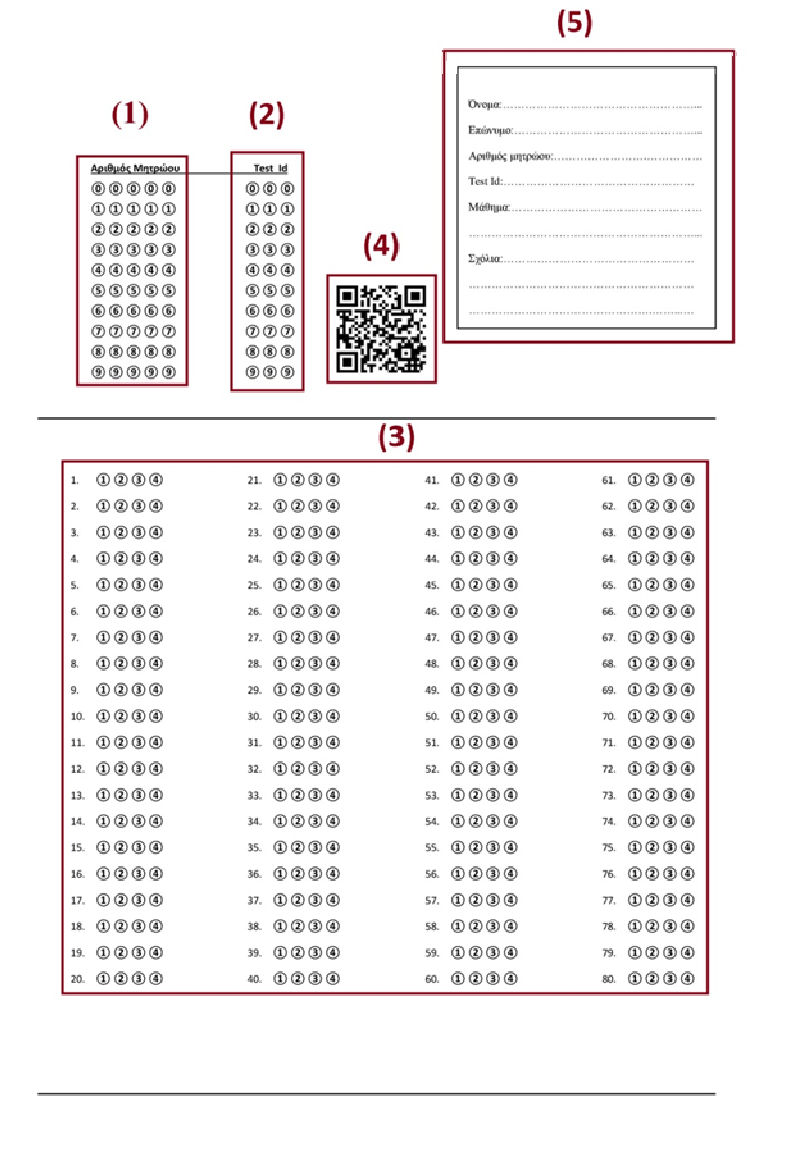 (5)
(1) (2)
Όνομα:……………………………………………...
Επώνυμο:…………………………………………...
Αριθμός μητρώου:…………………………………
Test Id:…………………………………………
Μάθημα:……………………………………………
……………………………………………………...
Σχόλια:…………………………………………
……………………………………………………
……………………………………………………
Αριθμός Μητρώου Test Id
⓪ ⓪ ⓪ ⓪ ⓪ ⓪ ⓪ ⓪
① ① ① ① ① ① ① ①
② ② ② ② ② ② ② ②
③ ③ ③ ③ ③ ③ ③ ③
④ ④ ④ ④ ④ ④ ④ ④
⑤ ⑤ ⑤ ⑤ ⑤ ⑤ ⑤ ⑤
⑥ ⑥ ⑥ ⑥ ⑥ ⑥ ⑥ ⑥
⑦ ⑦ ⑦ ⑦ ⑦ ⑦ ⑦ ⑦
⑧ ⑧ ⑧ ⑧ ⑧ ⑧ ⑧ ⑧
⑨ ⑨ ⑨ ⑨ ⑨ ⑨ ⑨ ⑨
(4)
(3)
1. ① ② ③ ④ 21. ① ② ③ ④ 41. ① ② ③ ④ 61. ① ② ③ ④
2. ① ② ③ ④ 22. ① ② ③ ④ 42. ① ② ③ ④ 62. ① ② ③ ④
3. ① ② ③ ④ 23. ① ② ③ ④ 43. ① ② ③ ④ 63. ① ② ③ ④
4. ① ② ③ ④ 24. ① ② ③ ④ 44. ① ② ③ ④ 64. ① ② ③ ④
5. ① ② ③ ④ 25. ① ② ③ ④ 45. ① ② ③ ④ 65. ① ② ③ ④
6. ① ② ③ ④ 26. ① ② ③ ④ 46. ① ② ③ ④ 66. ① ② ③ ④
7. ① ② ③ ④ 27. ① ② ③ ④ 47. ① ② ③ ④ 67. ① ② ③ ④
8. ① ② ③ ④ 28. ① ② ③ ④ 48. ① ② ③ ④ 68. ① ② ③ ④
9. ① ② ③ ④ 29. ① ② ③ ④ 49. ① ② ③ ④ 69. ① ② ③ ④
10. ① ② ③ ④ 30. ① ② ③ ④ 50. ① ② ③ ④ 70. ① ② ③ ④
11. ① ② ③ ④ 31. ① ② ③ ④ 51. ① ② ③ ④ 71. ① ② ③ ④
12. ① ② ③ ④ 32. ① ② ③ ④ 52. ① ② ③ ④ 72. ① ② ③ ④
13. ① ② ③ ④ 33. ① ② ③ ④ 53. ① ② ③ ④ 73. ① ② ③ ④
14. ① ② ③ ④ 34. ① ② ③ ④ 54. ① ② ③ ④ 74. ① ② ③ ④
15. ① ② ③ ④ 35. ① ② ③ ④ 55. ① ② ③ ④ 75. ① ② ③ ④
16. ① ② ③ ④ 36. ① ② ③ ④ 56. ① ② ③ ④ 76. ① ② ③ ④
17. ① ② ③ ④ 37. ① ② ③ ④ 57. ① ② ③ ④ 77. ① ② ③ ④
18. ① ② ③ ④ 38. ① ② ③ ④ 58. ① ② ③ ④ 78. ① ② ③ ④
19. ① ② ③ ④ 39. ① ② ③ ④ 59. ① ② ③ ④ 79. ① ② ③ ④
20. ① ② ③ ④ 40. ① ② ③ ④ 60. ① ② ③ ④ 80. ① ② ③ ④